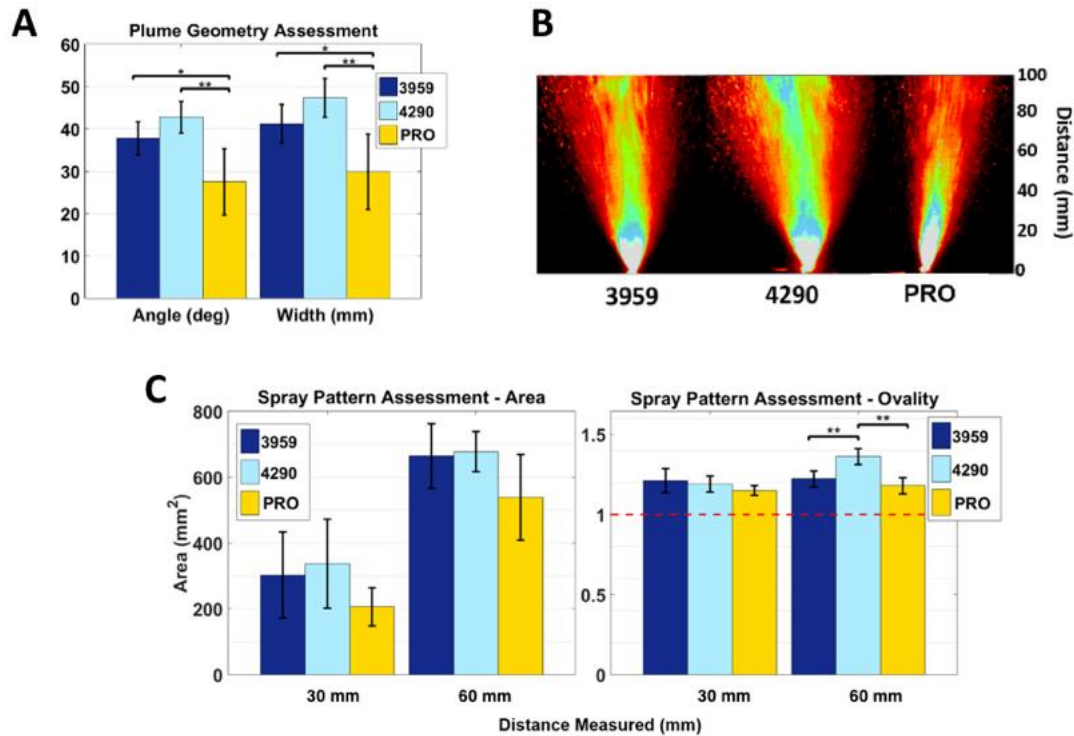 A
Plume Geometry Assessment
60
50
40
30
20
10
0
*
**
*
**
3959
4290
PRO
Angle (deg)
Width (mm)
B
100
80
60
40
20
0
Distance (mm)
3959
4290
PRO
C
Spray Pattern Assessment - Area
800
600
400
200
0
Area (mm²)
3959
4290
PRO
30 mm
60 mm
Spray Pattern Assessment - Ovality
1.5
1
0.5
0
**
**
3959
4290
PRO
30 mm
60 mm
Distance Measured (mm)